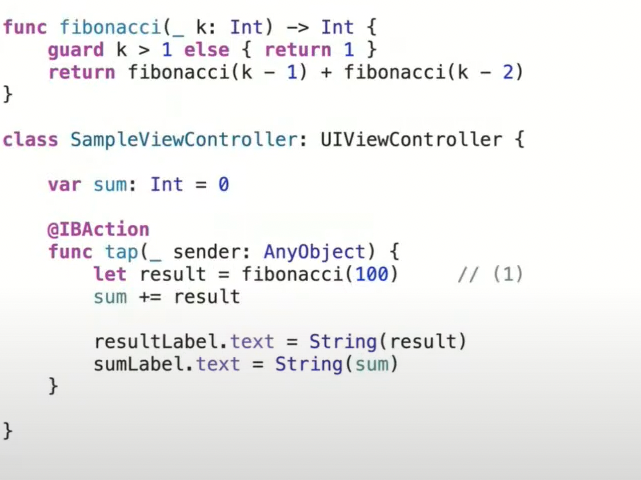 func fibonacci(_ k: Int) -> Int {
    guard k > 1 else { return 1 }
    return fibonacci(k - 1) + fibonacci(k - 2)
}
class SampleViewController: UIViewController {
    var sum: Int = 0
    @IBAction
    func tap(_ sender: AnyObject) {
        let result = fibonacci(100)     // (1)
        sum += result
        resultLabel.text = String(result)
        sumLabel.text = String(sum)
    }
}